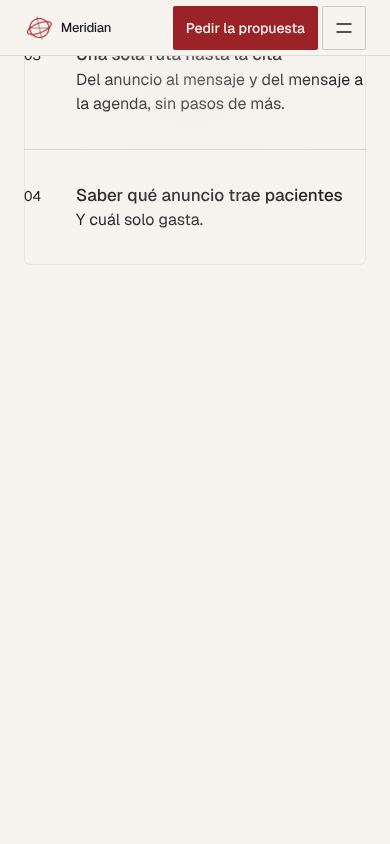 Meridian
Pedir la propuesta
03
Una sola ruta hasta la cita
Del anuncio al mensaje y del mensaje a
la agenda, sin pasos de más.
04
Saber qué anuncio trae pacientes
Y cuál solo gasta.